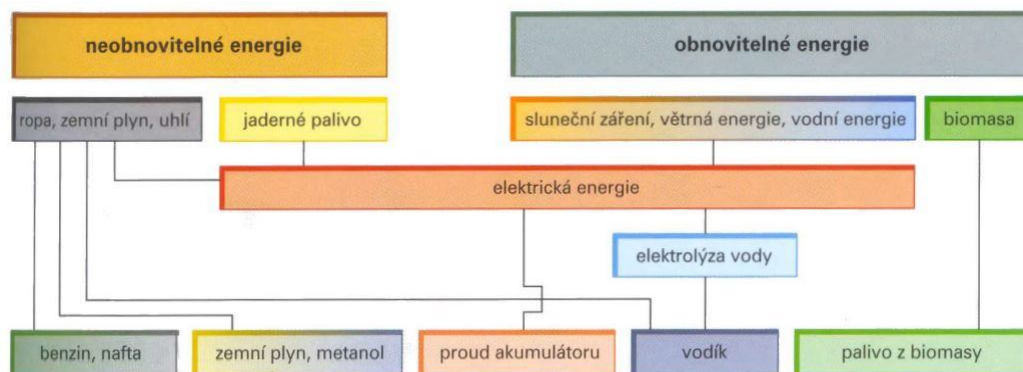 neobnovitelné energie
obnovitelné energie
ropa, zemní plyn, uhlí
jaderné palivo
sluneční záření, větrná energie, vodní energie
biomasa
elektrická energie
elektrolýza vody
benzin, nafta
zemní plyn, metanol
proud akumulátoru
vodík
palivo z biomasy